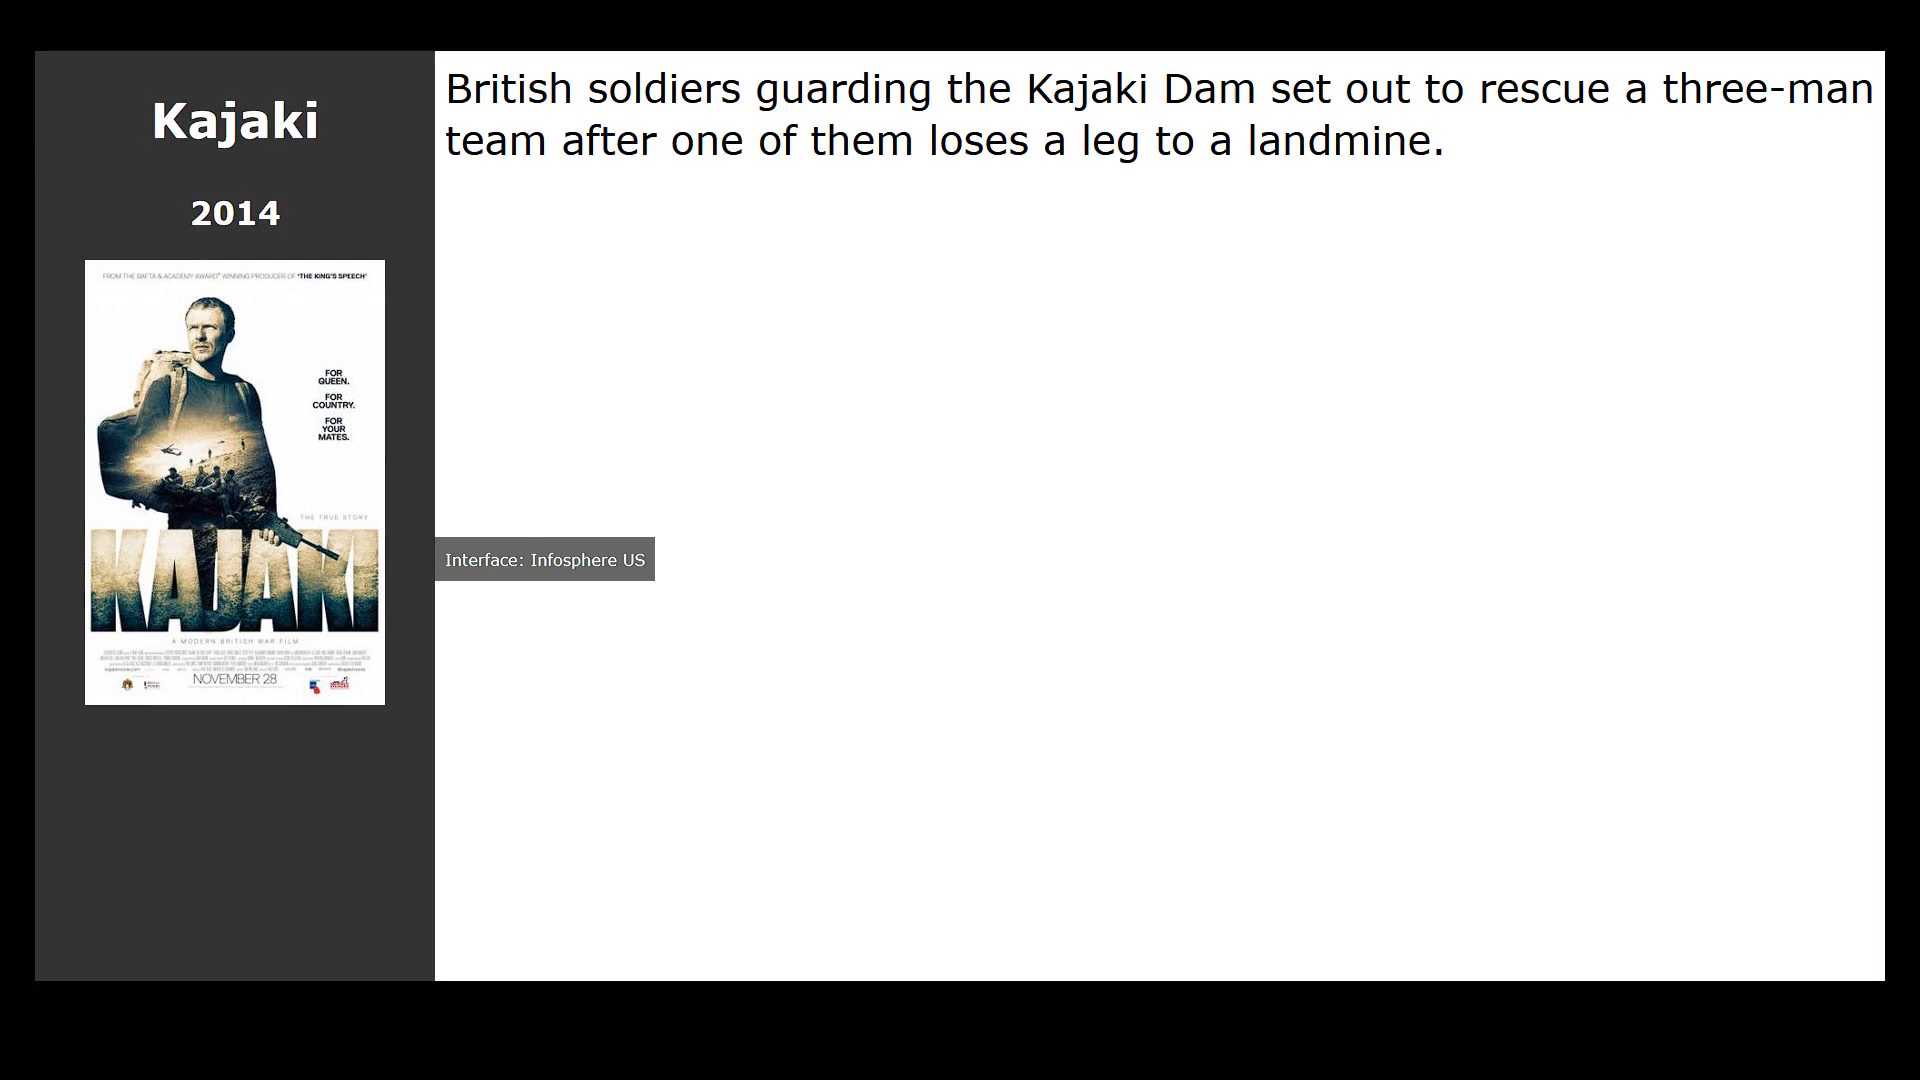 Kajaki
2014
FROM THE BAFTA & ACADEMY AWARD® WINNING PRODUCER OF "THE KING'S SPEECH"
FOR
QUEEN.
FOR
COUNTRY.
FOR
YOUR
MATES.
THE TRUE STORY
KAJAKI
A MODERN BRITISH WAR FILM
NOVEMBER 28
British soldiers guarding the Kajaki Dam set out to rescue a three-man
team after one of them loses a leg to a landmine.
Interface: Infosphere US